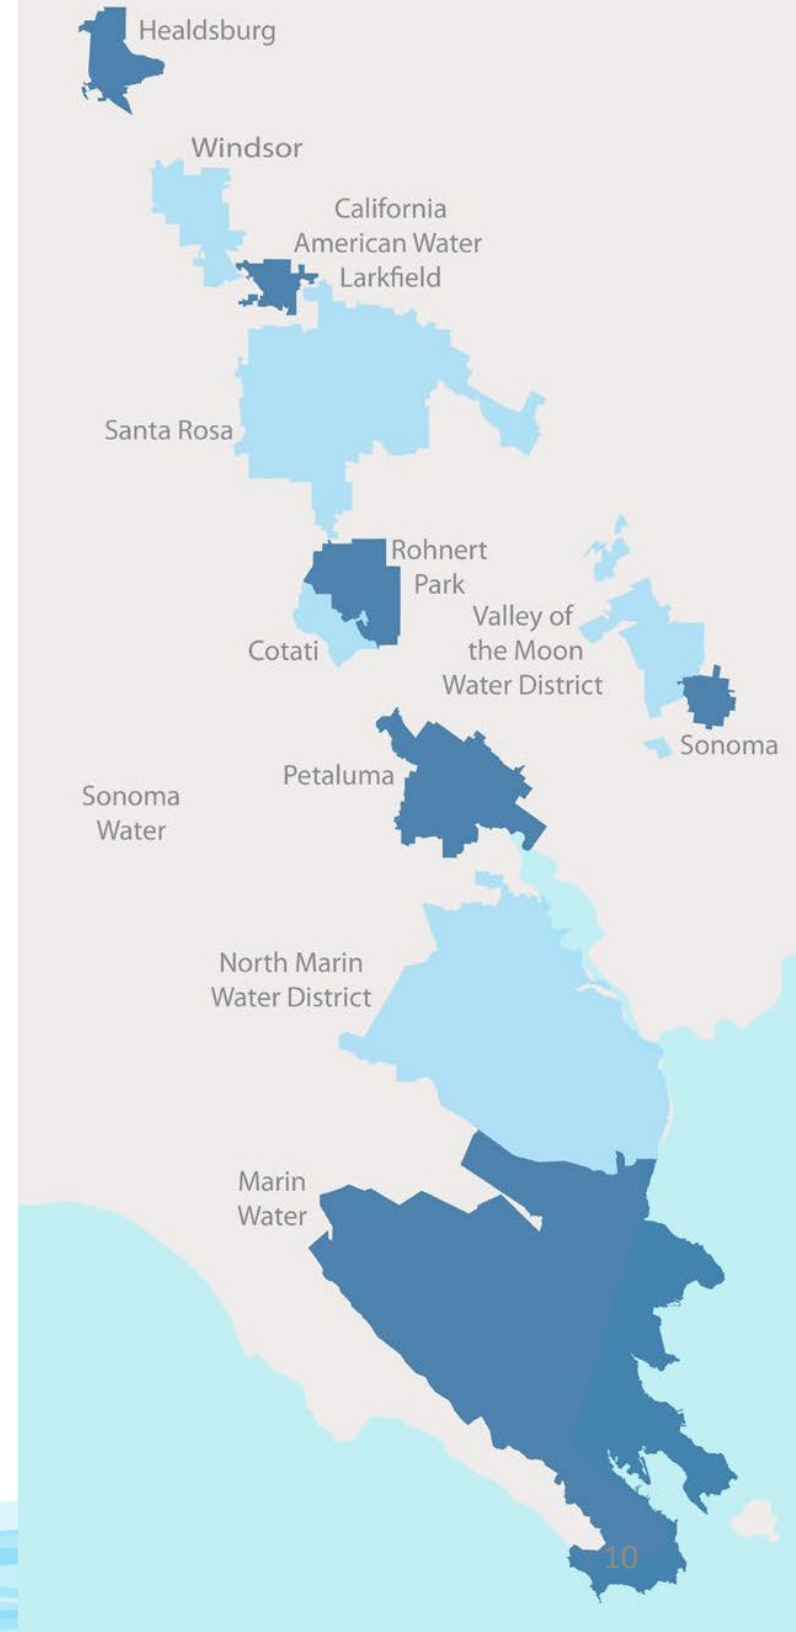 Healdsburg
Windsor
California
American Water
Larkfield
Santa Rosa
Rohnert
Park
Valley of
the Moon
Water District
Cotati
Sonoma
Petaluma
Sonoma
Water
North Marin
Water District
Marin
Water
10